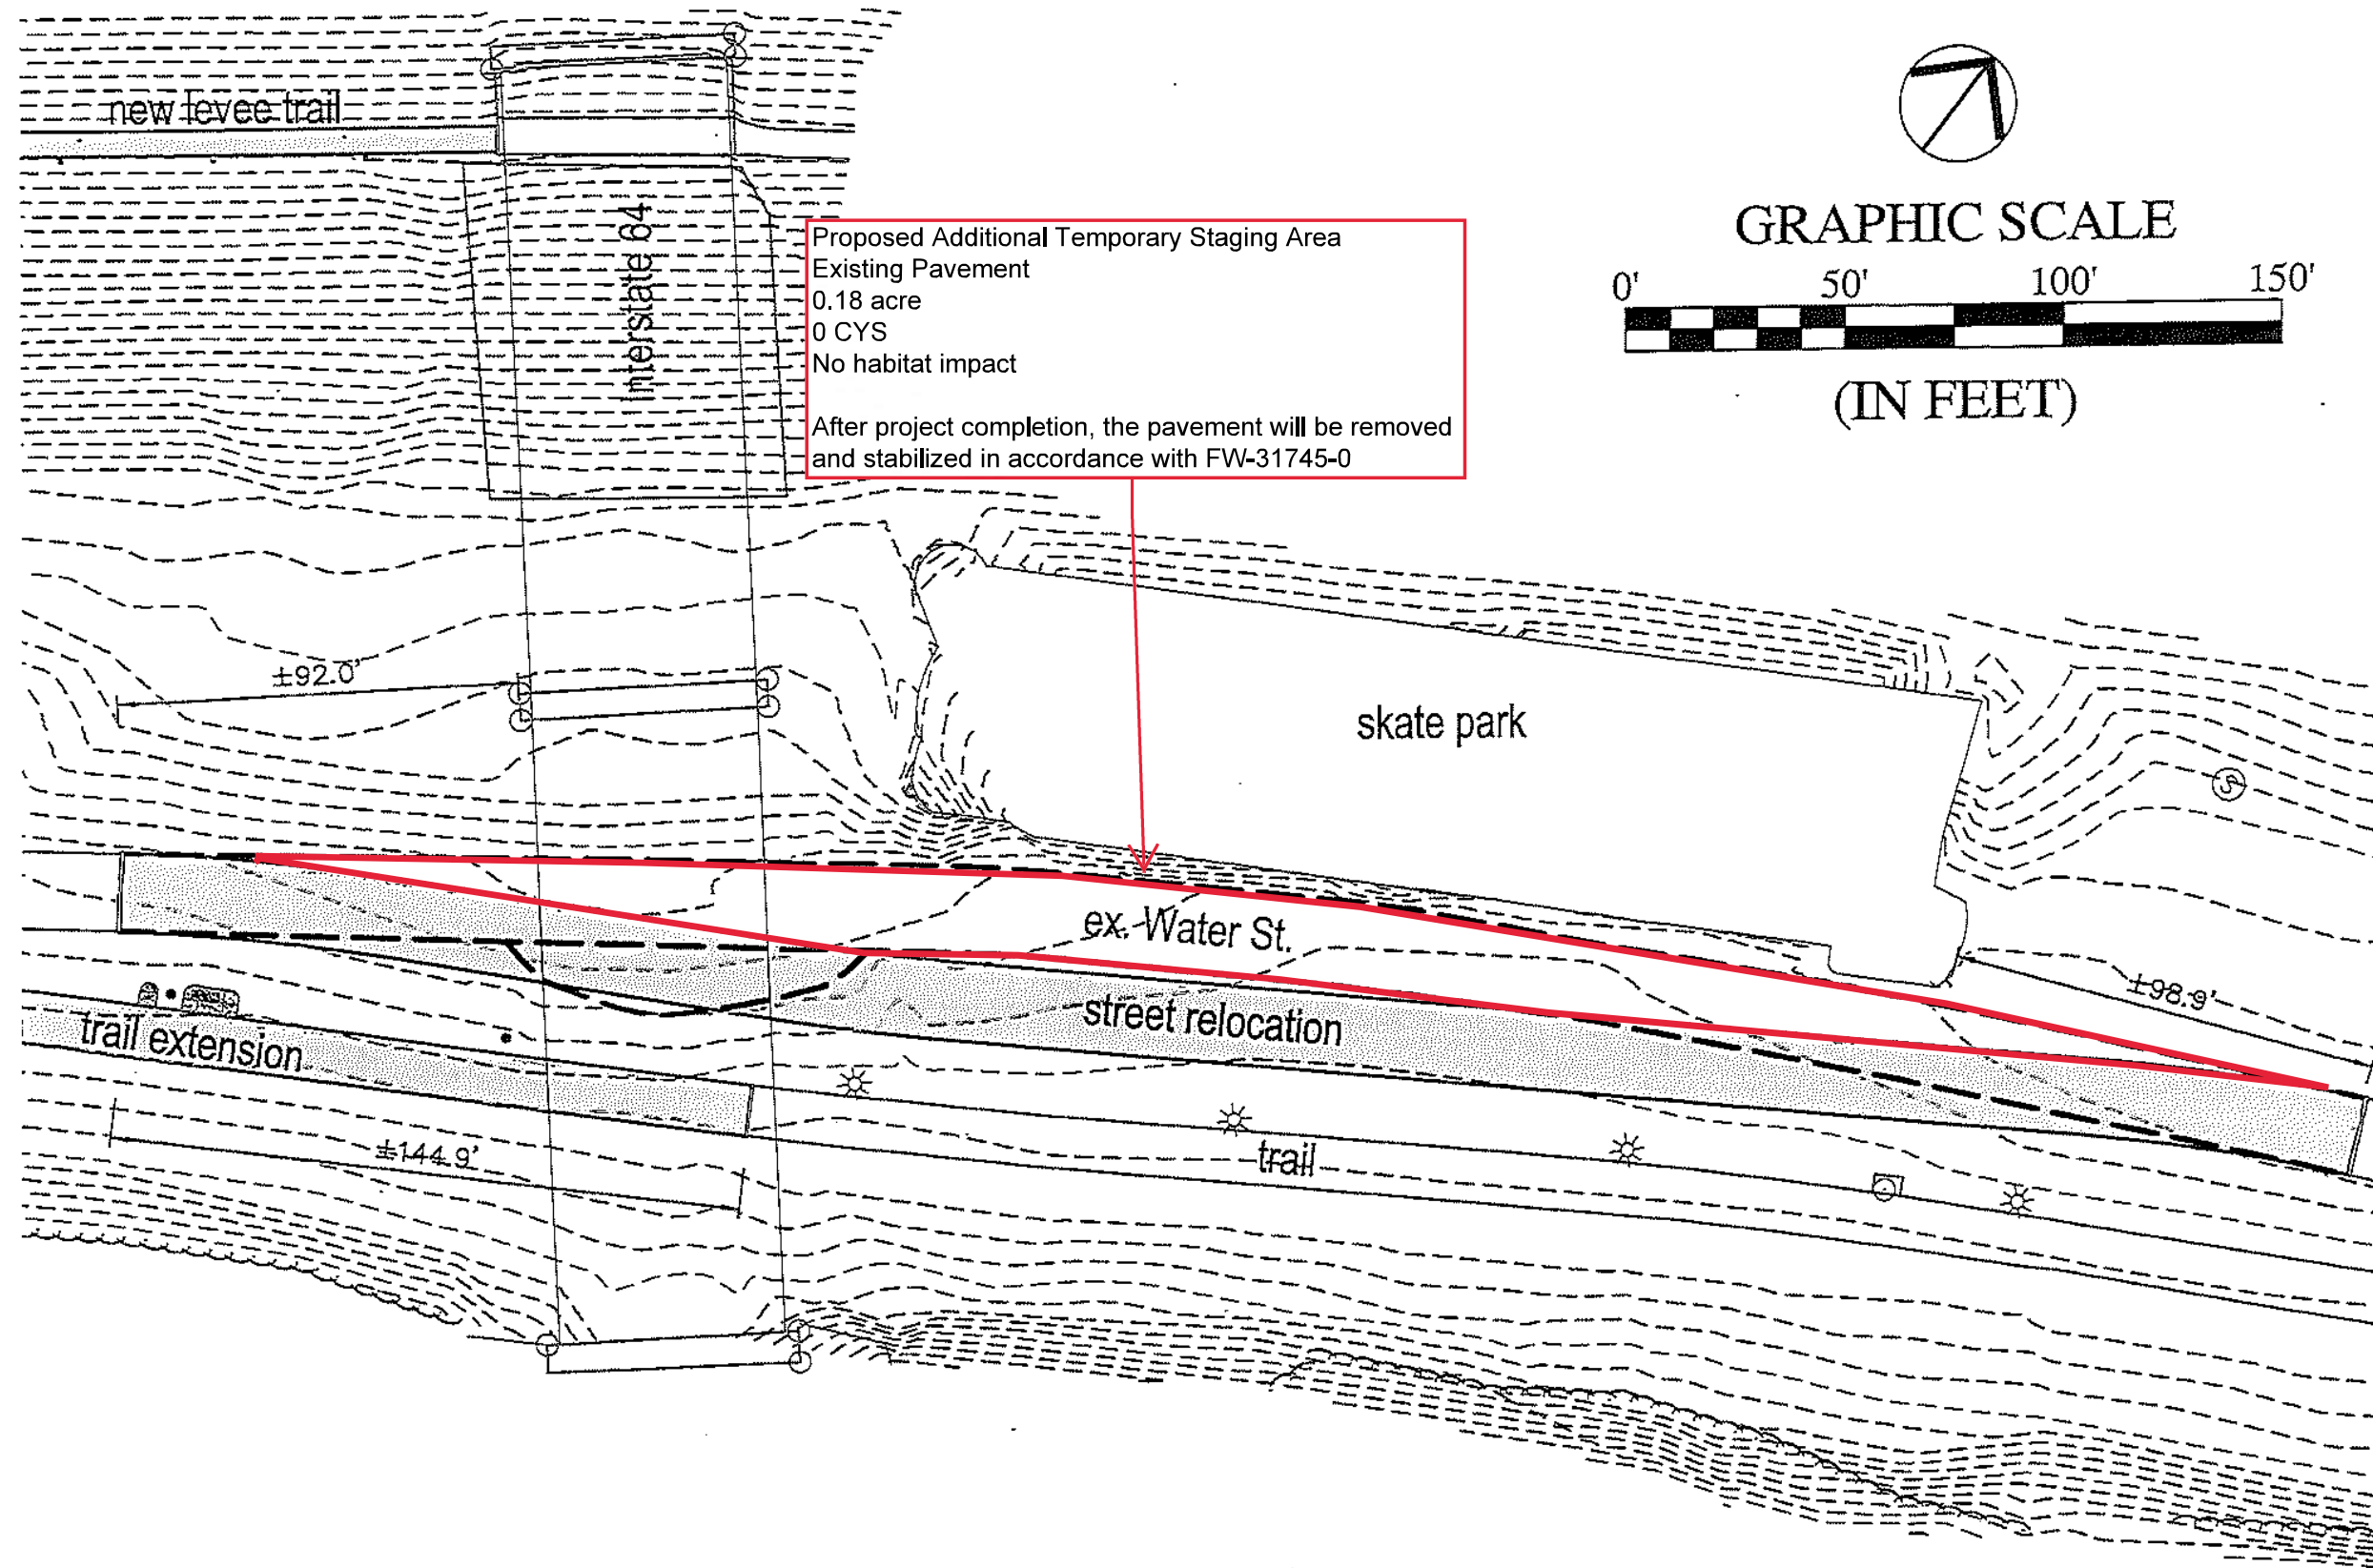 new levee trail
Interstate 64
Proposed Additional Temporary Staging Area
Existing Pavement
0.18 acre
0 CYS
No habitat impact
After project completion, the pavement will be removed
and stabilized in accordance with FW-31745-0
GRAPHIC SCALE
0' 50' 100' 150'
(IN FEET)
±92.0'
skate park
S
ex. Water St.
±98.9'
street relocation
trail extension
±144.9'
trail